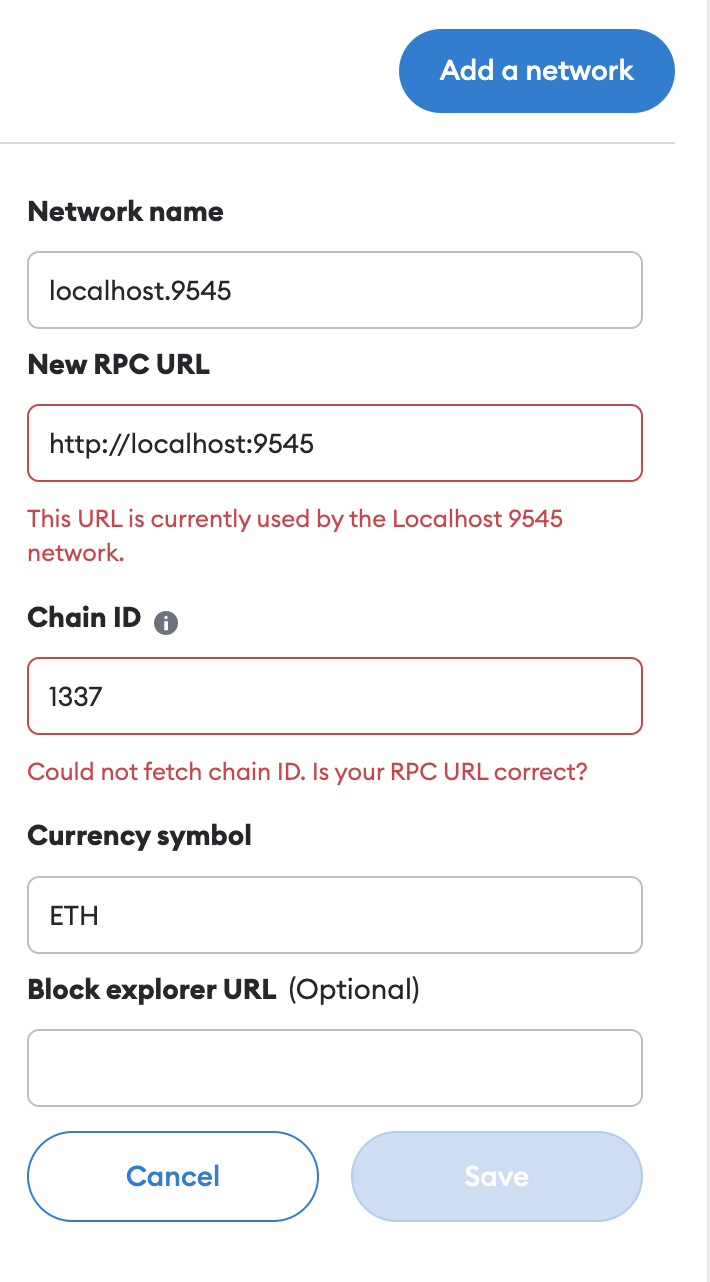 Add a network
Network name
localhost.9545
New RPC URL
http://localhost:9545
This URL is currently used by the Localhost 9545
network.
Chain ID
1337
Could not fetch chain ID. Is your RPC URL correct?
Currency symbol
ETH
Block explorer URL (Optional)
Cancel Save